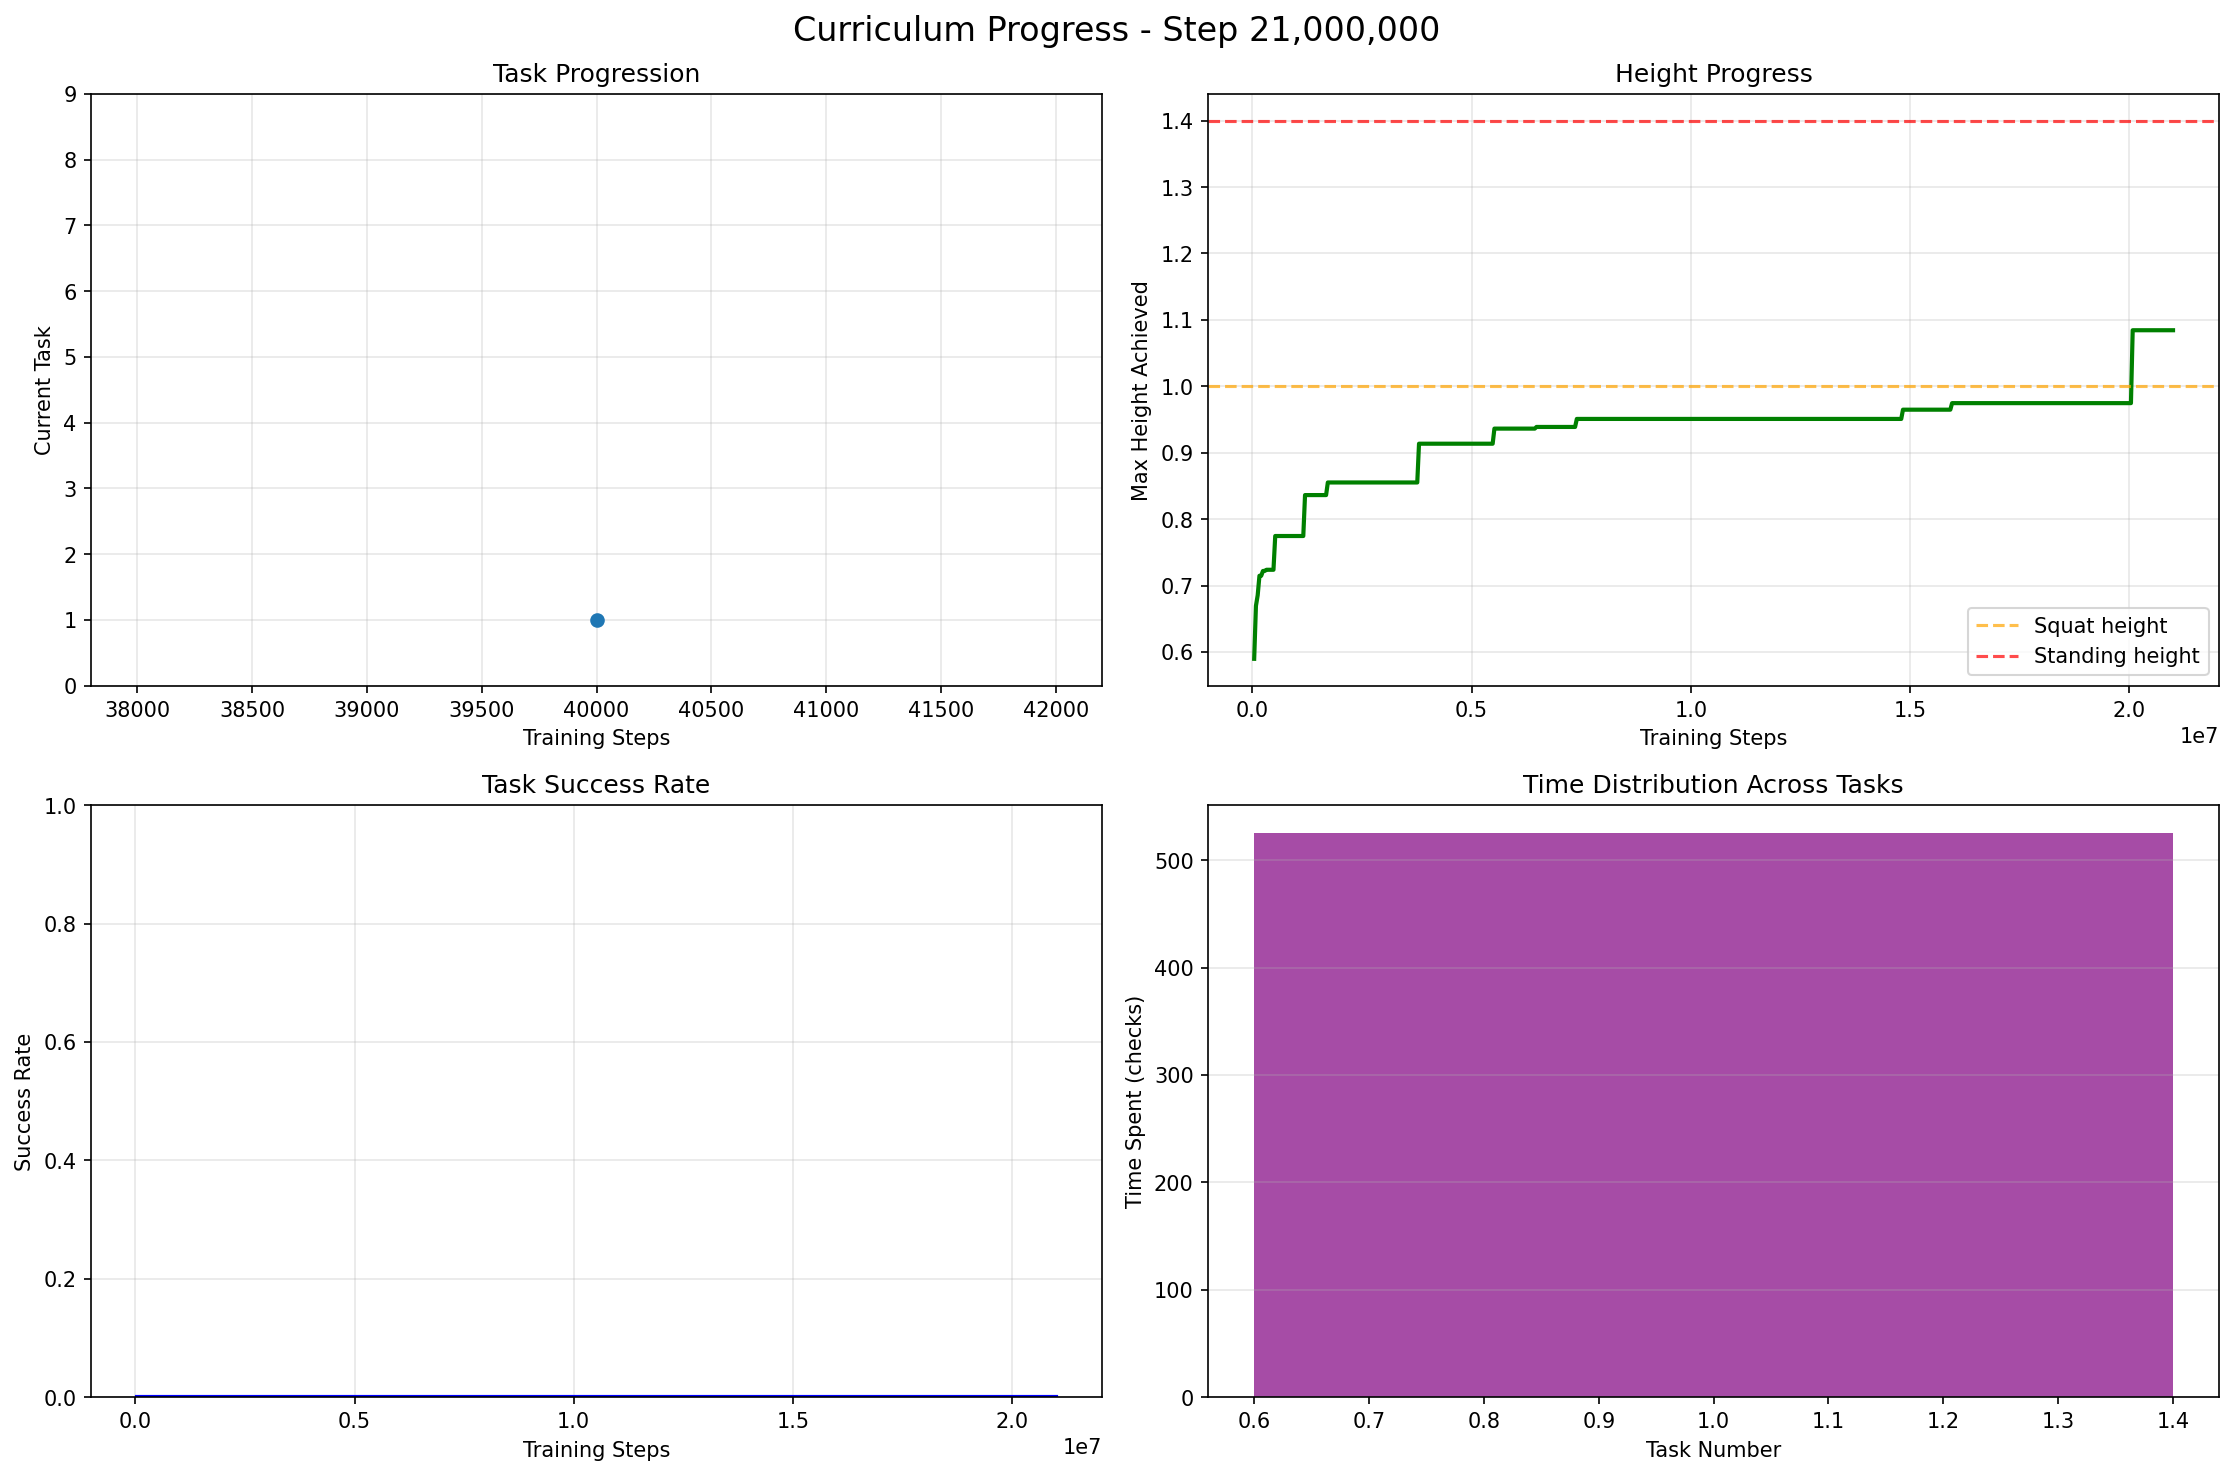 Curriculum Progress - Step 21,000,000
Task Progression
9
8
7
6
5
4
3
2
1
0
Current Task
38000 38500 39000 39500 40000 40500 41000 41500 42000
Training Steps
Height Progress
1.4
1.3
1.2
1.1
1.0
0.9
0.8
0.7
0.6
Max Height Achieved
Squat height
Standing height
0.0 0.5 1.0 1.5 2.0
1e7
Training Steps
Task Success Rate
1.0
0.8
0.6
0.4
0.2
0.0
Success Rate
0.0 0.5 1.0 1.5 2.0
1e7
Training Steps
Time Distribution Across Tasks
500
400
300
200
100
0
Time Spent (checks)
0.6 0.7 0.8 0.9 1.0 1.1 1.2 1.3 1.4
Task Number